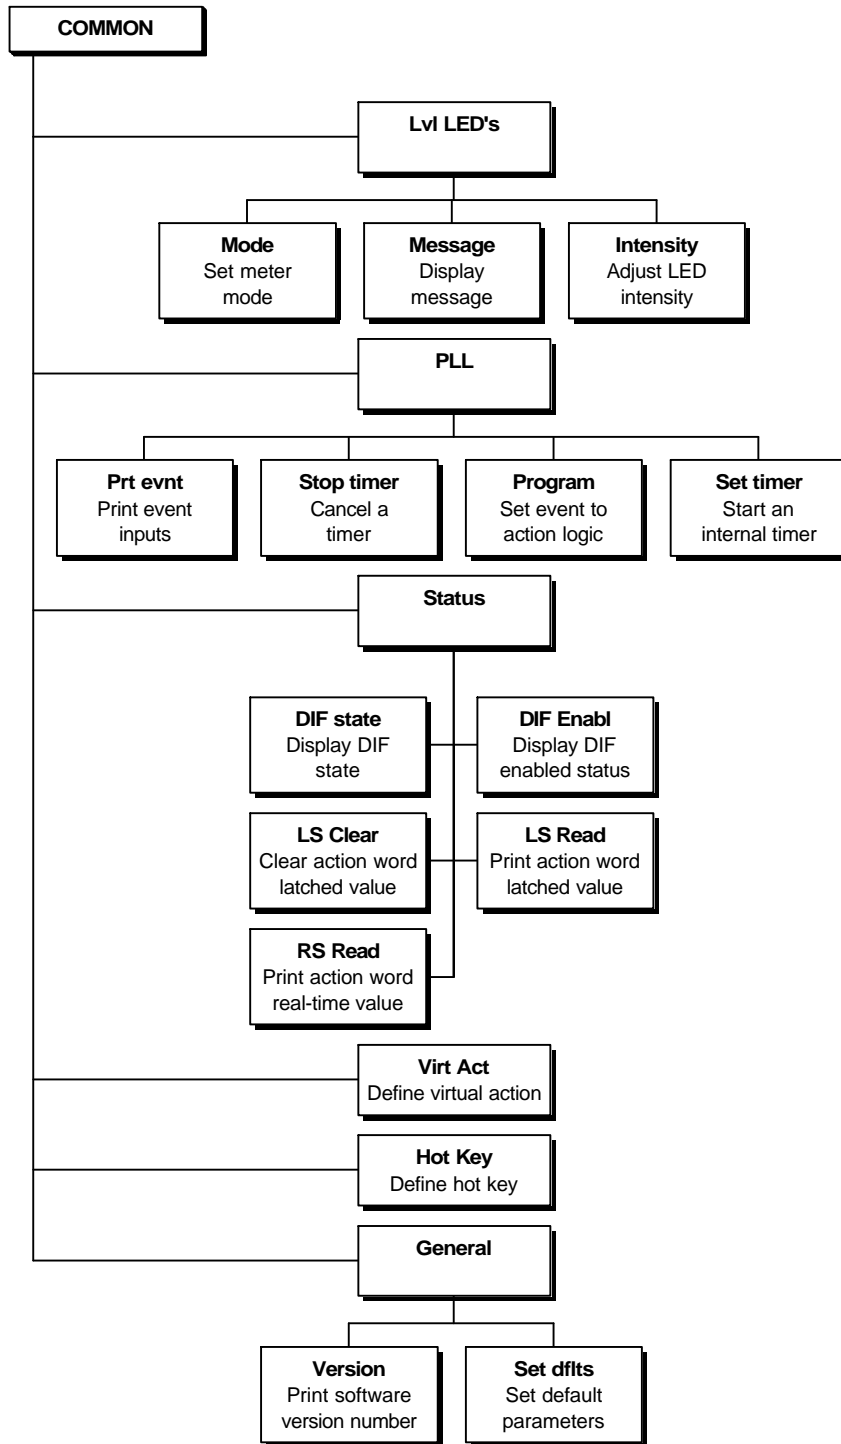 COMMON
Lvl LED's
Mode
Set meter
mode
Message
Display
message
Intensity
Adjust LED
intensity
PLL
Prt evnt
Print event
inputs
Stop timer
Cancel a
timer
Program
Set event to
action logic
Set timer
Start an
internal timer
Status
DIF state
Display DIF
state
DIF Enabl
Display DIF
enabled status
LS Clear
Clear action word
latched value
LS Read
Print action word
latched value
RS Read
Print action word
real-time value
Virt Act
Define virtual action
Hot Key
Define hot key
General
Version
Print software
version number
Set dflts
Set default
parameters